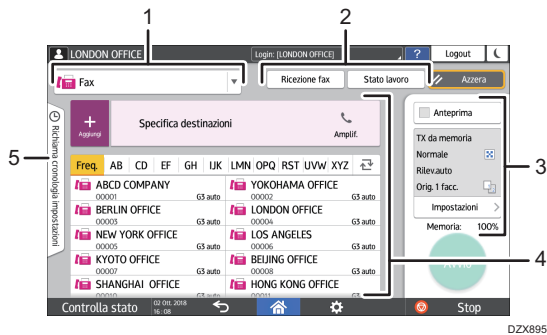 1
2
LONDON OFFICE
Login: [LONDON OFFICE]
?
Logout
Fax
Ricezione fax
Stato lavoro
Azzera
5
Richiama cronologia impostazioni
+
Aggiungi
Specifica destinazioni
Amplif.
Freq. AB CD EF GH IJK LMN OPQ RST UVW XYZ
ABCD COMPANY
00001 G3 auto
YOKOHAMA OFFICE
00002 G3 auto
BERLIN OFFICE
00003 G3 auto
LONDON OFFICE
00004 G3 auto
NEW YORK OFFICE
00005 G3 auto
LOS ANGELES
00006 G3 auto
KYOTO OFFICE
00007 G3 auto
BEIJING OFFICE
00008 G3 auto
SHANGHAI OFFICE
HONG KONG OFFICE
Anteprima
TX da memoria
Normale
Rilev.auto
Orig. 1 facc.
Impostazioni
Memoria: 100%
3
4
Controlla stato
02 Ott. 2018
16:08
Stop
DZX895